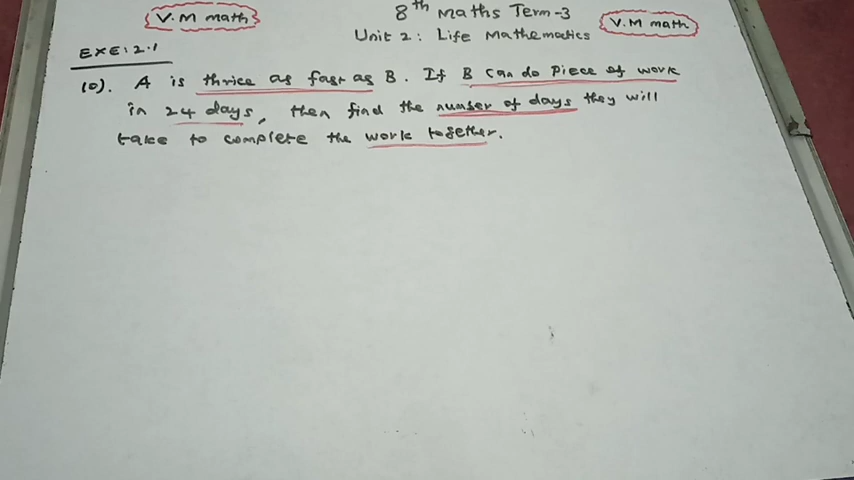 V.M math
8th Maths Term-3
V.M math
Unit 2: Life Mathematics
EXE: 2.1
(0). A is thrice as fast as B. If B can do piece of work
in 24 days, then find the number of days they will
take to complete the work together.